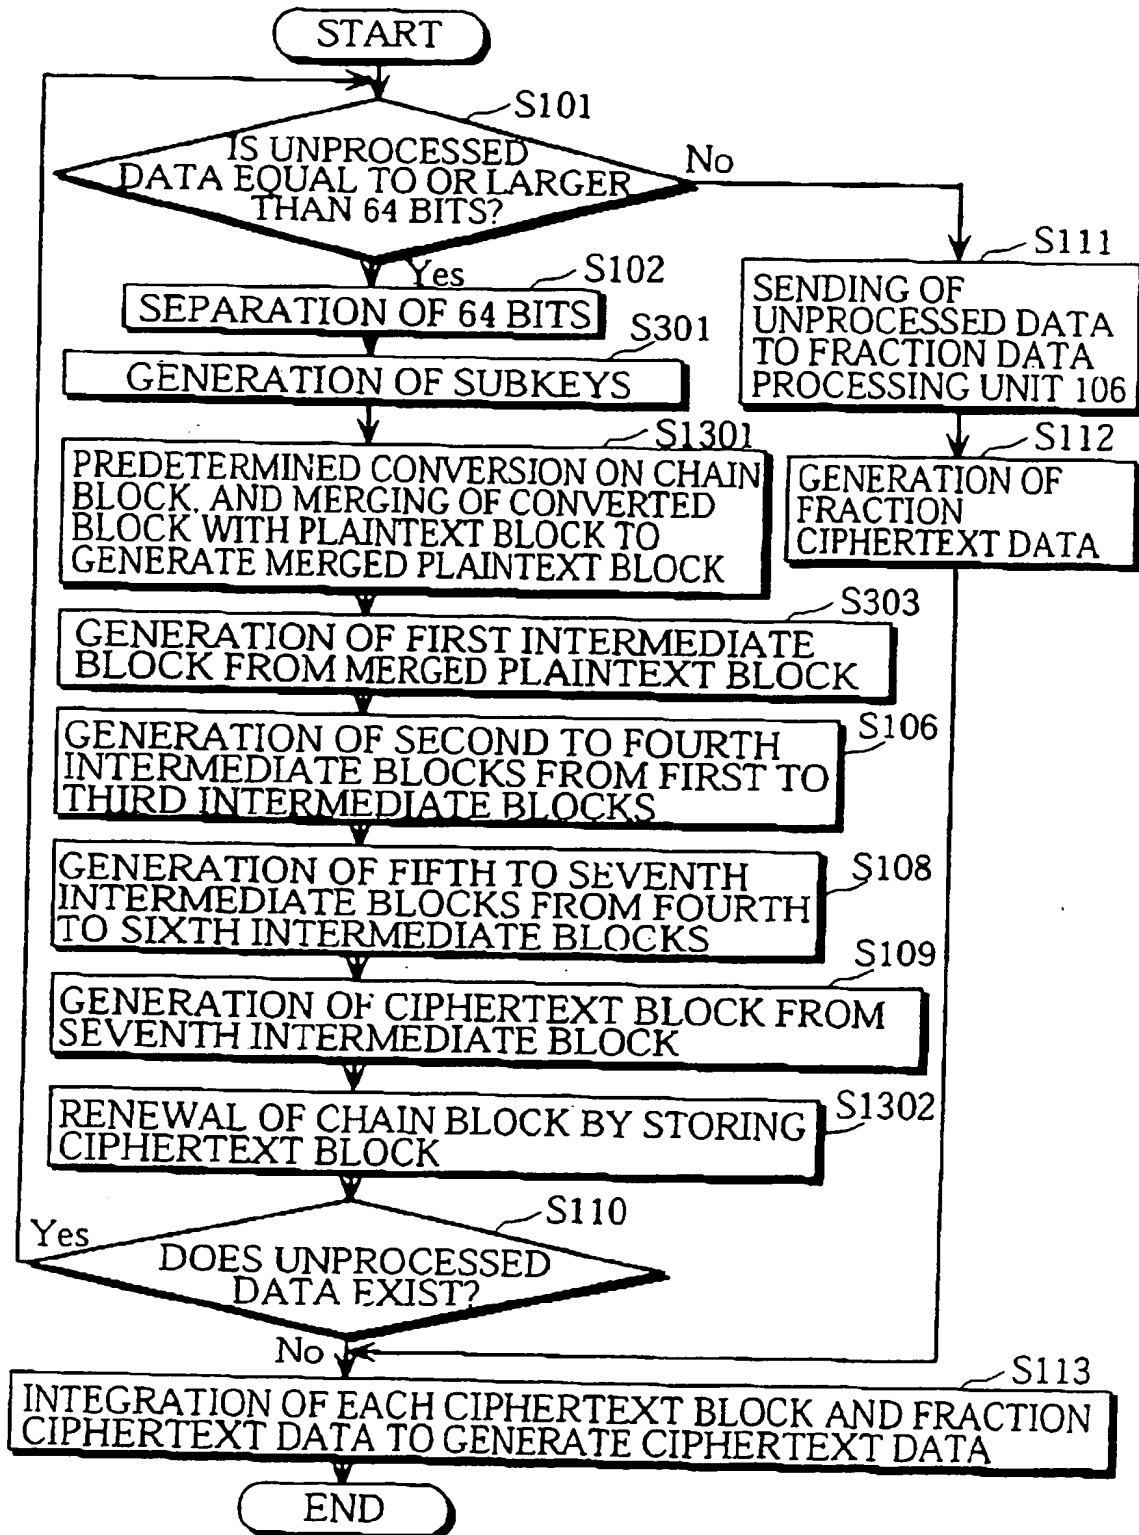 START
S101
IS UNPROCESSED
DATA EQUAL TO OR LARGER
THAN 64 BITS?
No
Yes
S102
SEPARATION OF 64 BITS
S301
GENERATION OF SUBKEYS
S1301
PREDETERMINED CONVERSION ON CHAIN
BLOCK, AND MERGING OF CONVERTED
BLOCK WITH PLAINTEXT BLOCK TO
GENERATE MERGED PLAINTEXT BLOCK
S303
GENERATION OF FIRST INTERMEDIATE
BLOCK FROM MERGED PLAINTEXT BLOCK
S106
GENERATION OF SECOND TO FOURTH
INTERMEDIATE BLOCKS FROM FIRST TO
THIRD INTERMEDIATE BLOCKS
S108
GENERATION OF FIFTH TO SEVENTH
INTERMEDIATE BLOCKS FROM FOURTH
TO SIXTH INTERMEDIATE BLOCKS
S109
GENERATION OF CIPHERTEXT BLOCK FROM
SEVENTH INTERMEDIATE BLOCK
S1302
RENEWAL OF CHAIN BLOCK BY STORING
CIPHERTEXT BLOCK
S110
Yes
DOES UNPROCESSED
DATA EXIST?
No
S111
SENDING OF
UNPROCESSED DATA
TO FRACTION DATA
PROCESSING UNIT 106
S112
GENERATION OF
FRACTION
CIPHERTEXT DATA
S113
INTEGRATION OF EACH CIPHERTEXT BLOCK AND FRACTION
CIPHERTEXT DATA TO GENERATE CIPHERTEXT DATA
END